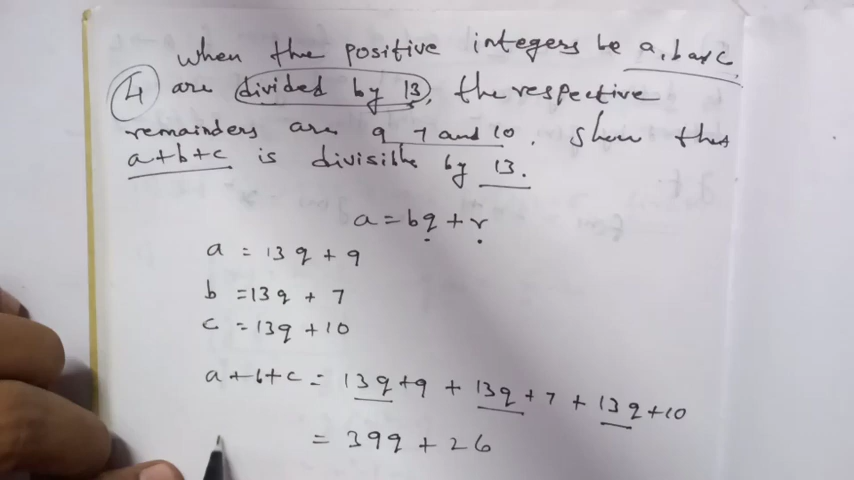 When the positive integers be a, b and c
4 are divided by 13, the respective
remainders are 9 7 and 10. Show that
a+b+c is divisible by 13.
a = bq + r
a = 13q + 9
b = 13q + 7
c = 13q + 10
a+b+c = 13q + 9 + 13q + 7 + 13q + 10
= 39q + 26